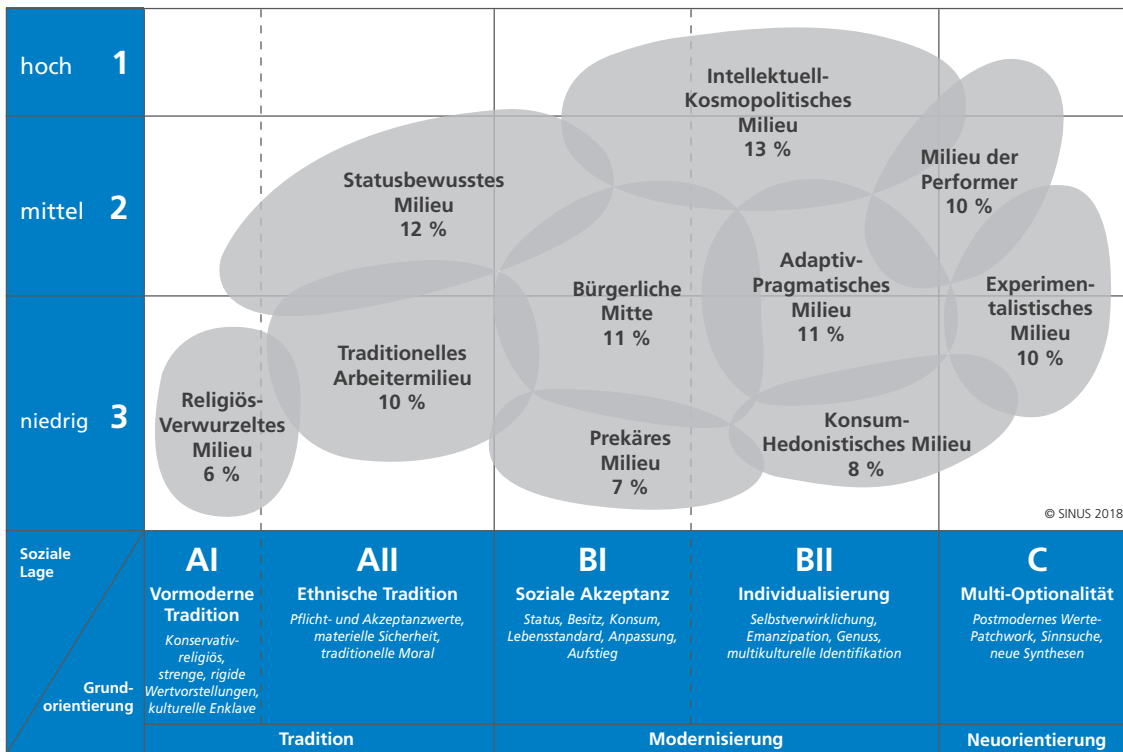 hoch 1
Intellektuell-
Kosmopolitisches
Milieu
13 %
mittel 2
Statusbewusstes
Milieu
12 %
Milieu der
Performer
10 %
Bürgerliche
Mitte
11 %
Adaptiv-
Pragmatisches
Milieu
11 %
Experimen-
talistisches
Milieu
10 %
niedrig 3
Religiös-
Verwurzeltes
Milieu
6 %
Traditionelles
Arbeitermilieu
10 %
Prekäres
Milieu
7 %
Konsum-
Hedonistisches Milieu
8 %
© SINUS 2018
Soziale
Lage
Grund-
orientierung
AI
Vormoderne
Tradition
Konservativ-
religiös,
strenge, rigide
Wertvorstellungen,
kulturelle Enklave
AII
Ethnische Tradition
Pflicht- und Akzeptanzwerte,
materielle Sicherheit,
traditionelle Moral
BI
Soziale Akzeptanz
Status, Besitz, Konsum,
Lebensstandard, Anpassung,
Aufstieg
BII
Individualisierung
Selbstverwirklichung,
Emanzipation, Genuss,
multikulturelle Identifikation
C
Multi-Optionalität
Postmodernes Werte-
Patchwork, Sinnsuche,
neue Synthesen
Tradition
Modernisierung
Neuorientierung